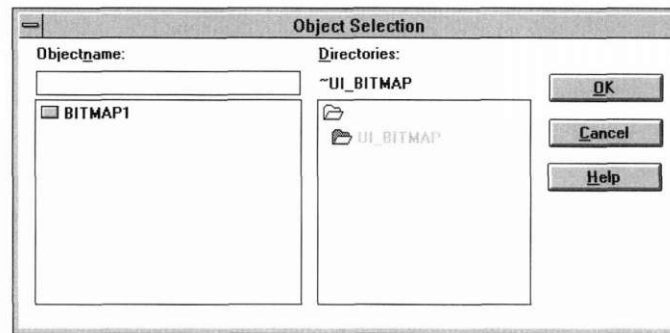 Object Selection
Objectname:
BITMAP1
Directories:
~UI_BITMAP
UI_BITMAP
OK
Cancel
Help